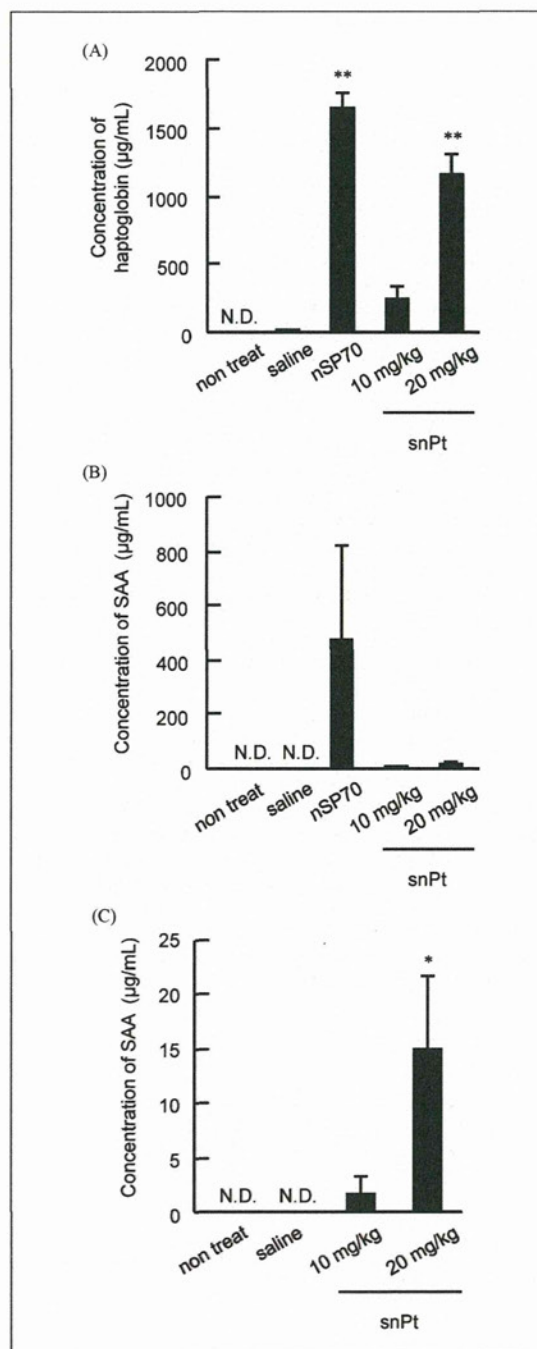 (A)
Concentration of
haptoglobin (µg/mL)
2000
1500
1000
500
0
N.D.
**
**
non treat
saline
nSP70
10 mg/kg
20 mg/kg
snPt
(B)
Concentration of SAA (µg/mL)
1000
800
600
400
200
0
N.D.
N.D.
non treat
saline
nSP70
10 mg/kg
20 mg/kg
snPt
(C)
Concentration of SAA (µg/mL)
25
20
15
10
5
0
N.D.
N.D.
*
non treat
saline
10 mg/kg
20 mg/kg
snPt